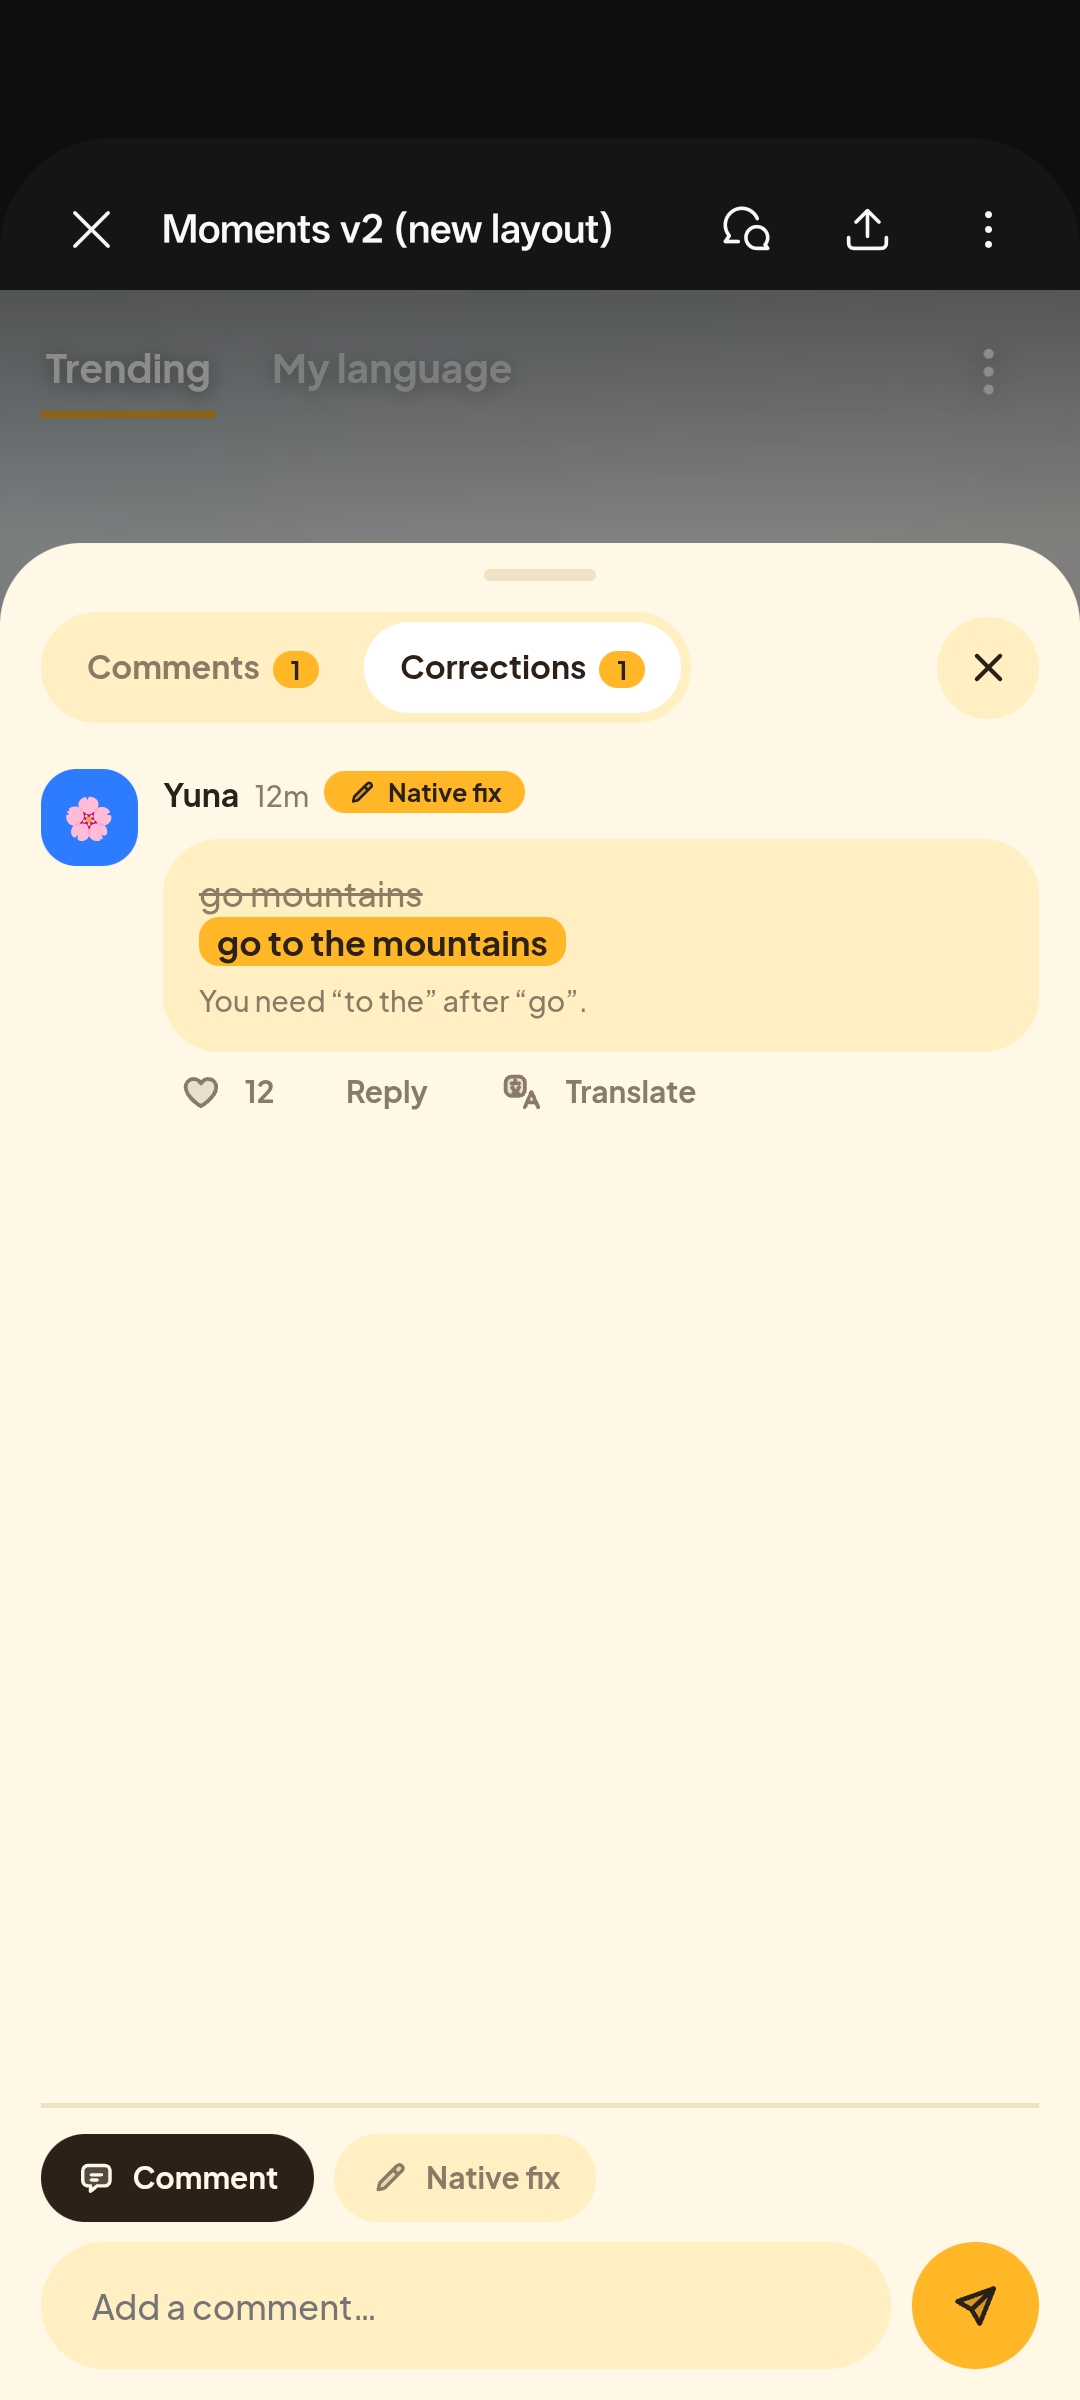 Moments v2 (new layout)
Trending My language
Comments 1 Corrections 1
Yuna 12m Native fix
go mountains
go to the mountains
You need “to the” after “go”.
12 Reply Translate
Comment Native fix
Add a comment…